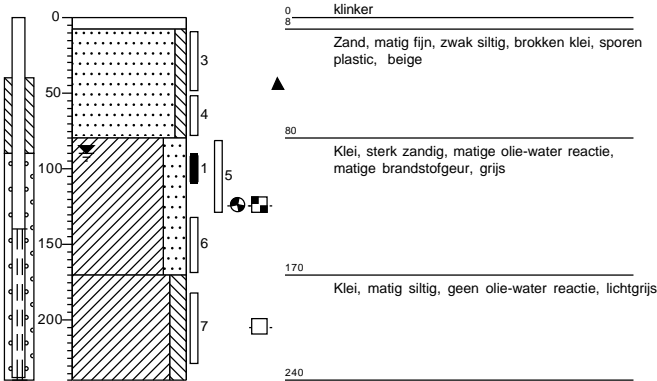 0
0
klinker
8
Zand, matig fijn, zwak siltig, brokken klei, sporen
plastic, beige
3
50
4
80
Klei, sterk zandig, matige olie-water reactie,
matige brandstofgeur, grijs
100
1
5
150
6
170
Klei, matig siltig, geen olie-water reactie, lichtgrijs
200
7
240